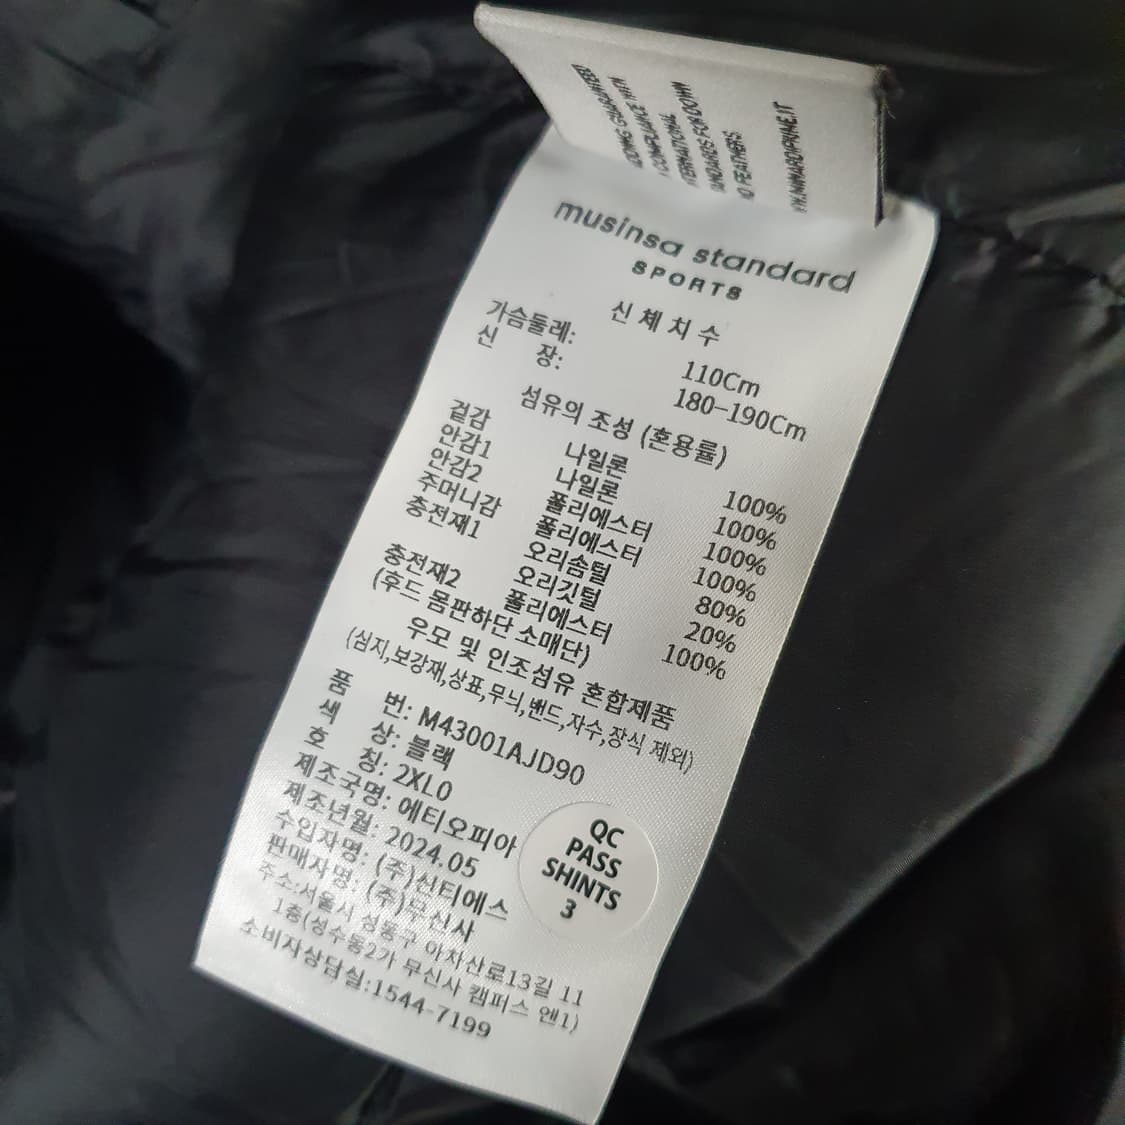 GUARANTEED
COMPLIANCE WITH
FEATHERS
musinsa standard
SPORTS
신 체 치 수
가슴둘레: 110Cm
신 장: 180-190Cm
섬유의 조성 (혼용률)
겉감 나일론 100%
안감1 나일론 100%
안감2 폴리에스터 100%
주머니감 폴리에스터 100%
충전재1 오리솜털 80%
오리깃털 20%
충전재2 폴리에스터 100%
(후드 몸판하단 소매단)
우모 및 인조섬유 혼합제품
(심지,보강재,상표,무늬,밴드,자수,장식 제외)
품 번: M43001AJD90
색 상: 블랙
호 칭: 2XLO
제조국명: 에티오피아
제조년월: 2024.05
수입자명: (주)신티에스
판매자명: (주)무신사
주소:서울시 성동구 아차산로13길 11
1층(성수동2가 무신사 캠퍼스 엔1)
소비자상담실:1544-7199
QC
PASS
SHINTS
3